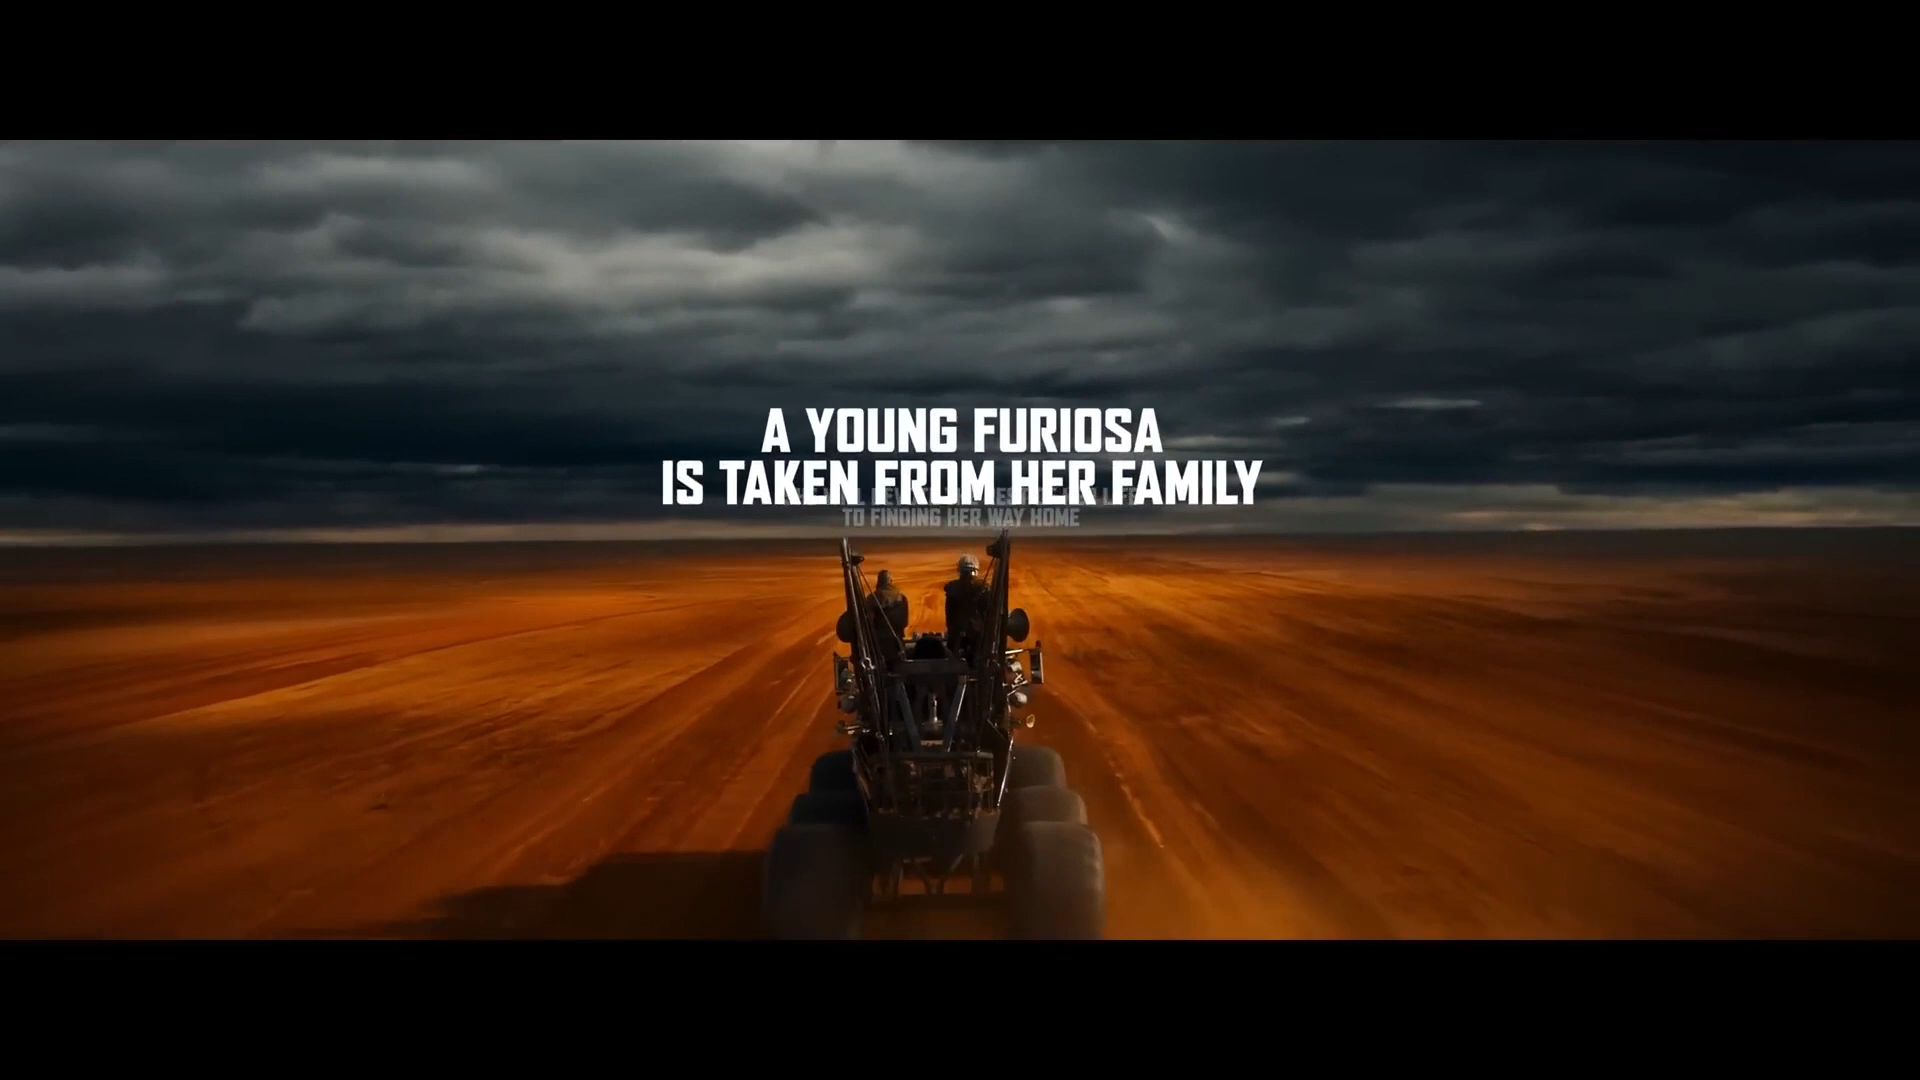 A YOUNG FURIOSA
IS TAKEN FROM HER FAMILY
TO FINDING HER WAY HOME